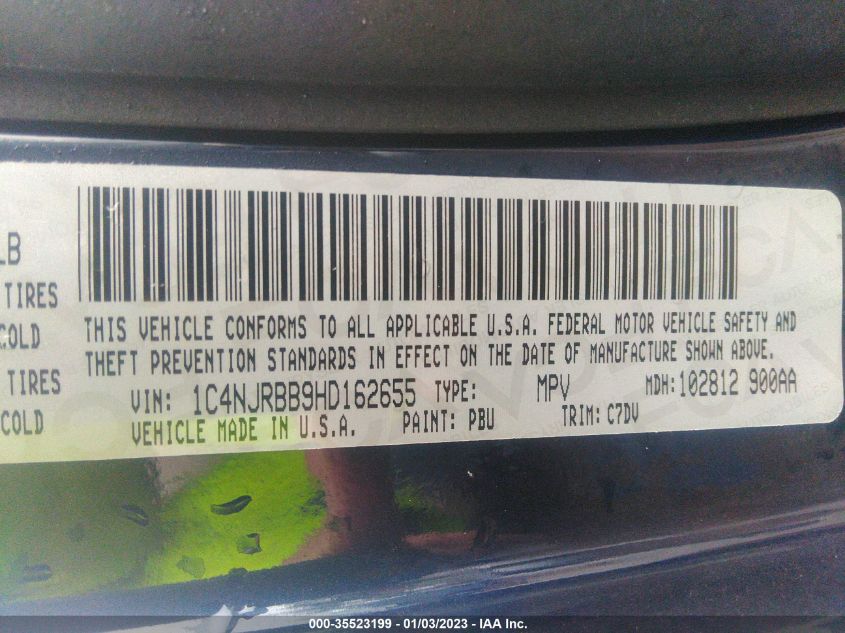 LB
TIRES
COLD
TIRES
COLD
THIS VEHICLE CONFORMS TO ALL APPLICABLE U.S.A. FEDERAL MOTOR VEHICLE SAFETY AND
THEFT PREVENTION STANDARDS IN EFFECT ON THE DATE OF MANUFACTURE SHOWN ABOVE.
VIN: 1C4NJRBB9HD162655 TYPE: MPV MDH: 102812 900AA
VEHICLE MADE IN U.S.A. PAINT: PBU TRIM: C7DV
000-35523199 - 01/03/2023 - IAA Inc.